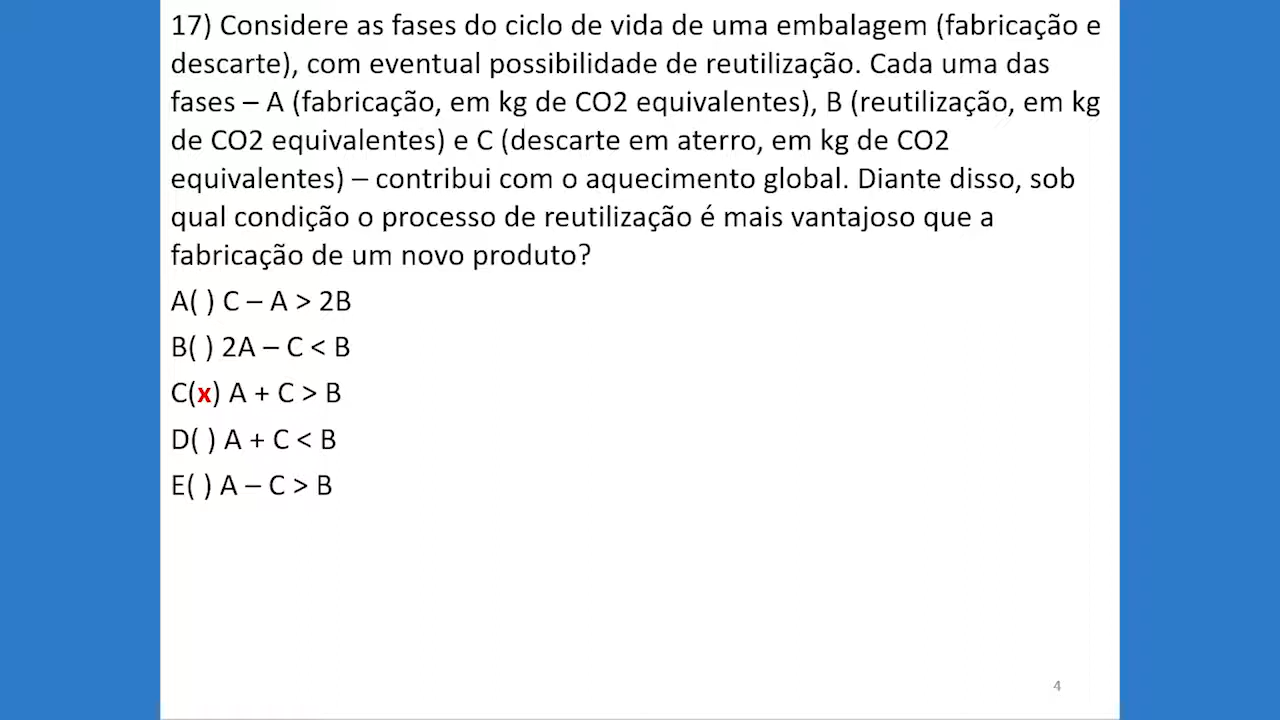 17) Considere as fases do ciclo de vida de uma embalagem (fabricação e
descarte), com eventual possibilidade de reutilização. Cada uma das
fases – A (fabricação, em kg de CO2 equivalentes), B (reutilização, em kg
de CO2 equivalentes) e C (descarte em aterro, em kg de CO2
equivalentes) – contribui com o aquecimento global. Diante disso, sob
qual condição o processo de reutilização é mais vantajoso que a
fabricação de um novo produto?
A( ) C – A > 2B
B( ) 2A – C < B
C(x) A + C > B
D( ) A + C < B
E( ) A – C > B
4